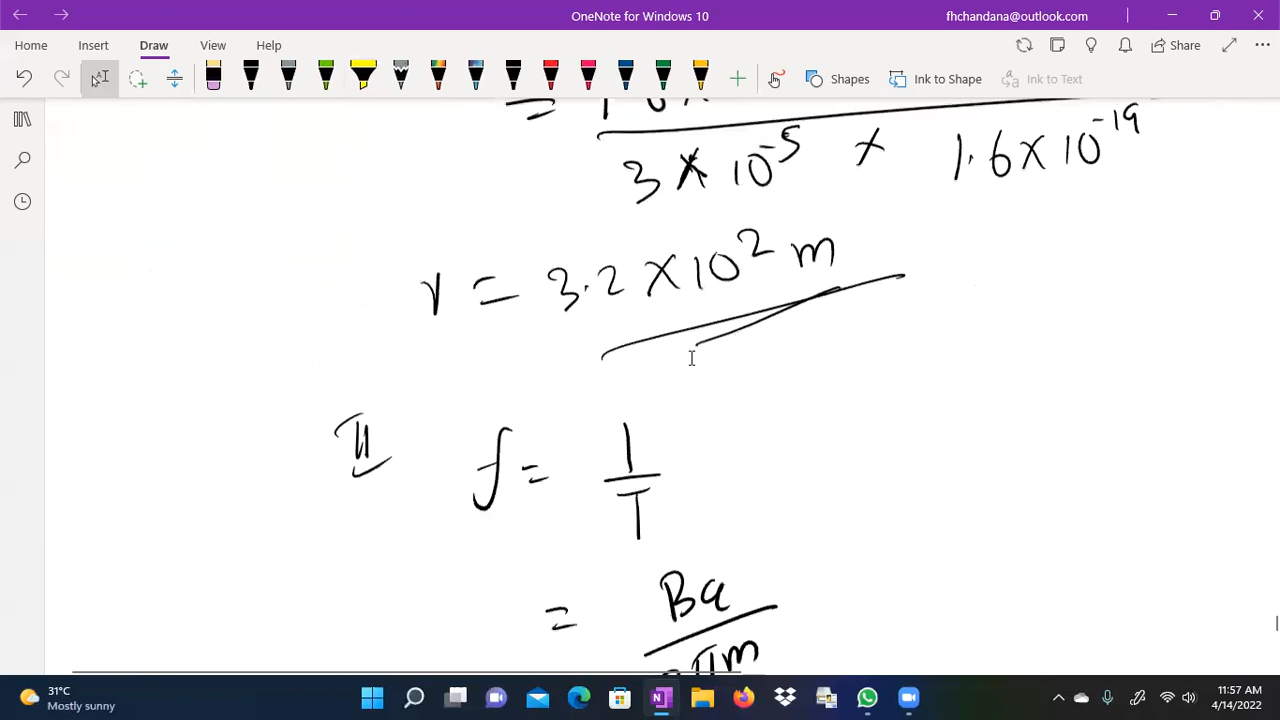 OneNote for Windows 10
fhchandana@outlook.com
Home Insert Draw View Help
Share
Shapes Ink to Shape Ink to Text
=
3 × 10^-5 × 1.6 × 10^-19
r = 3.2 × 10^2 m
II f = 1/T
= Bq/2πm
31°C
Mostly sunny
11:57 AM
4/14/2022